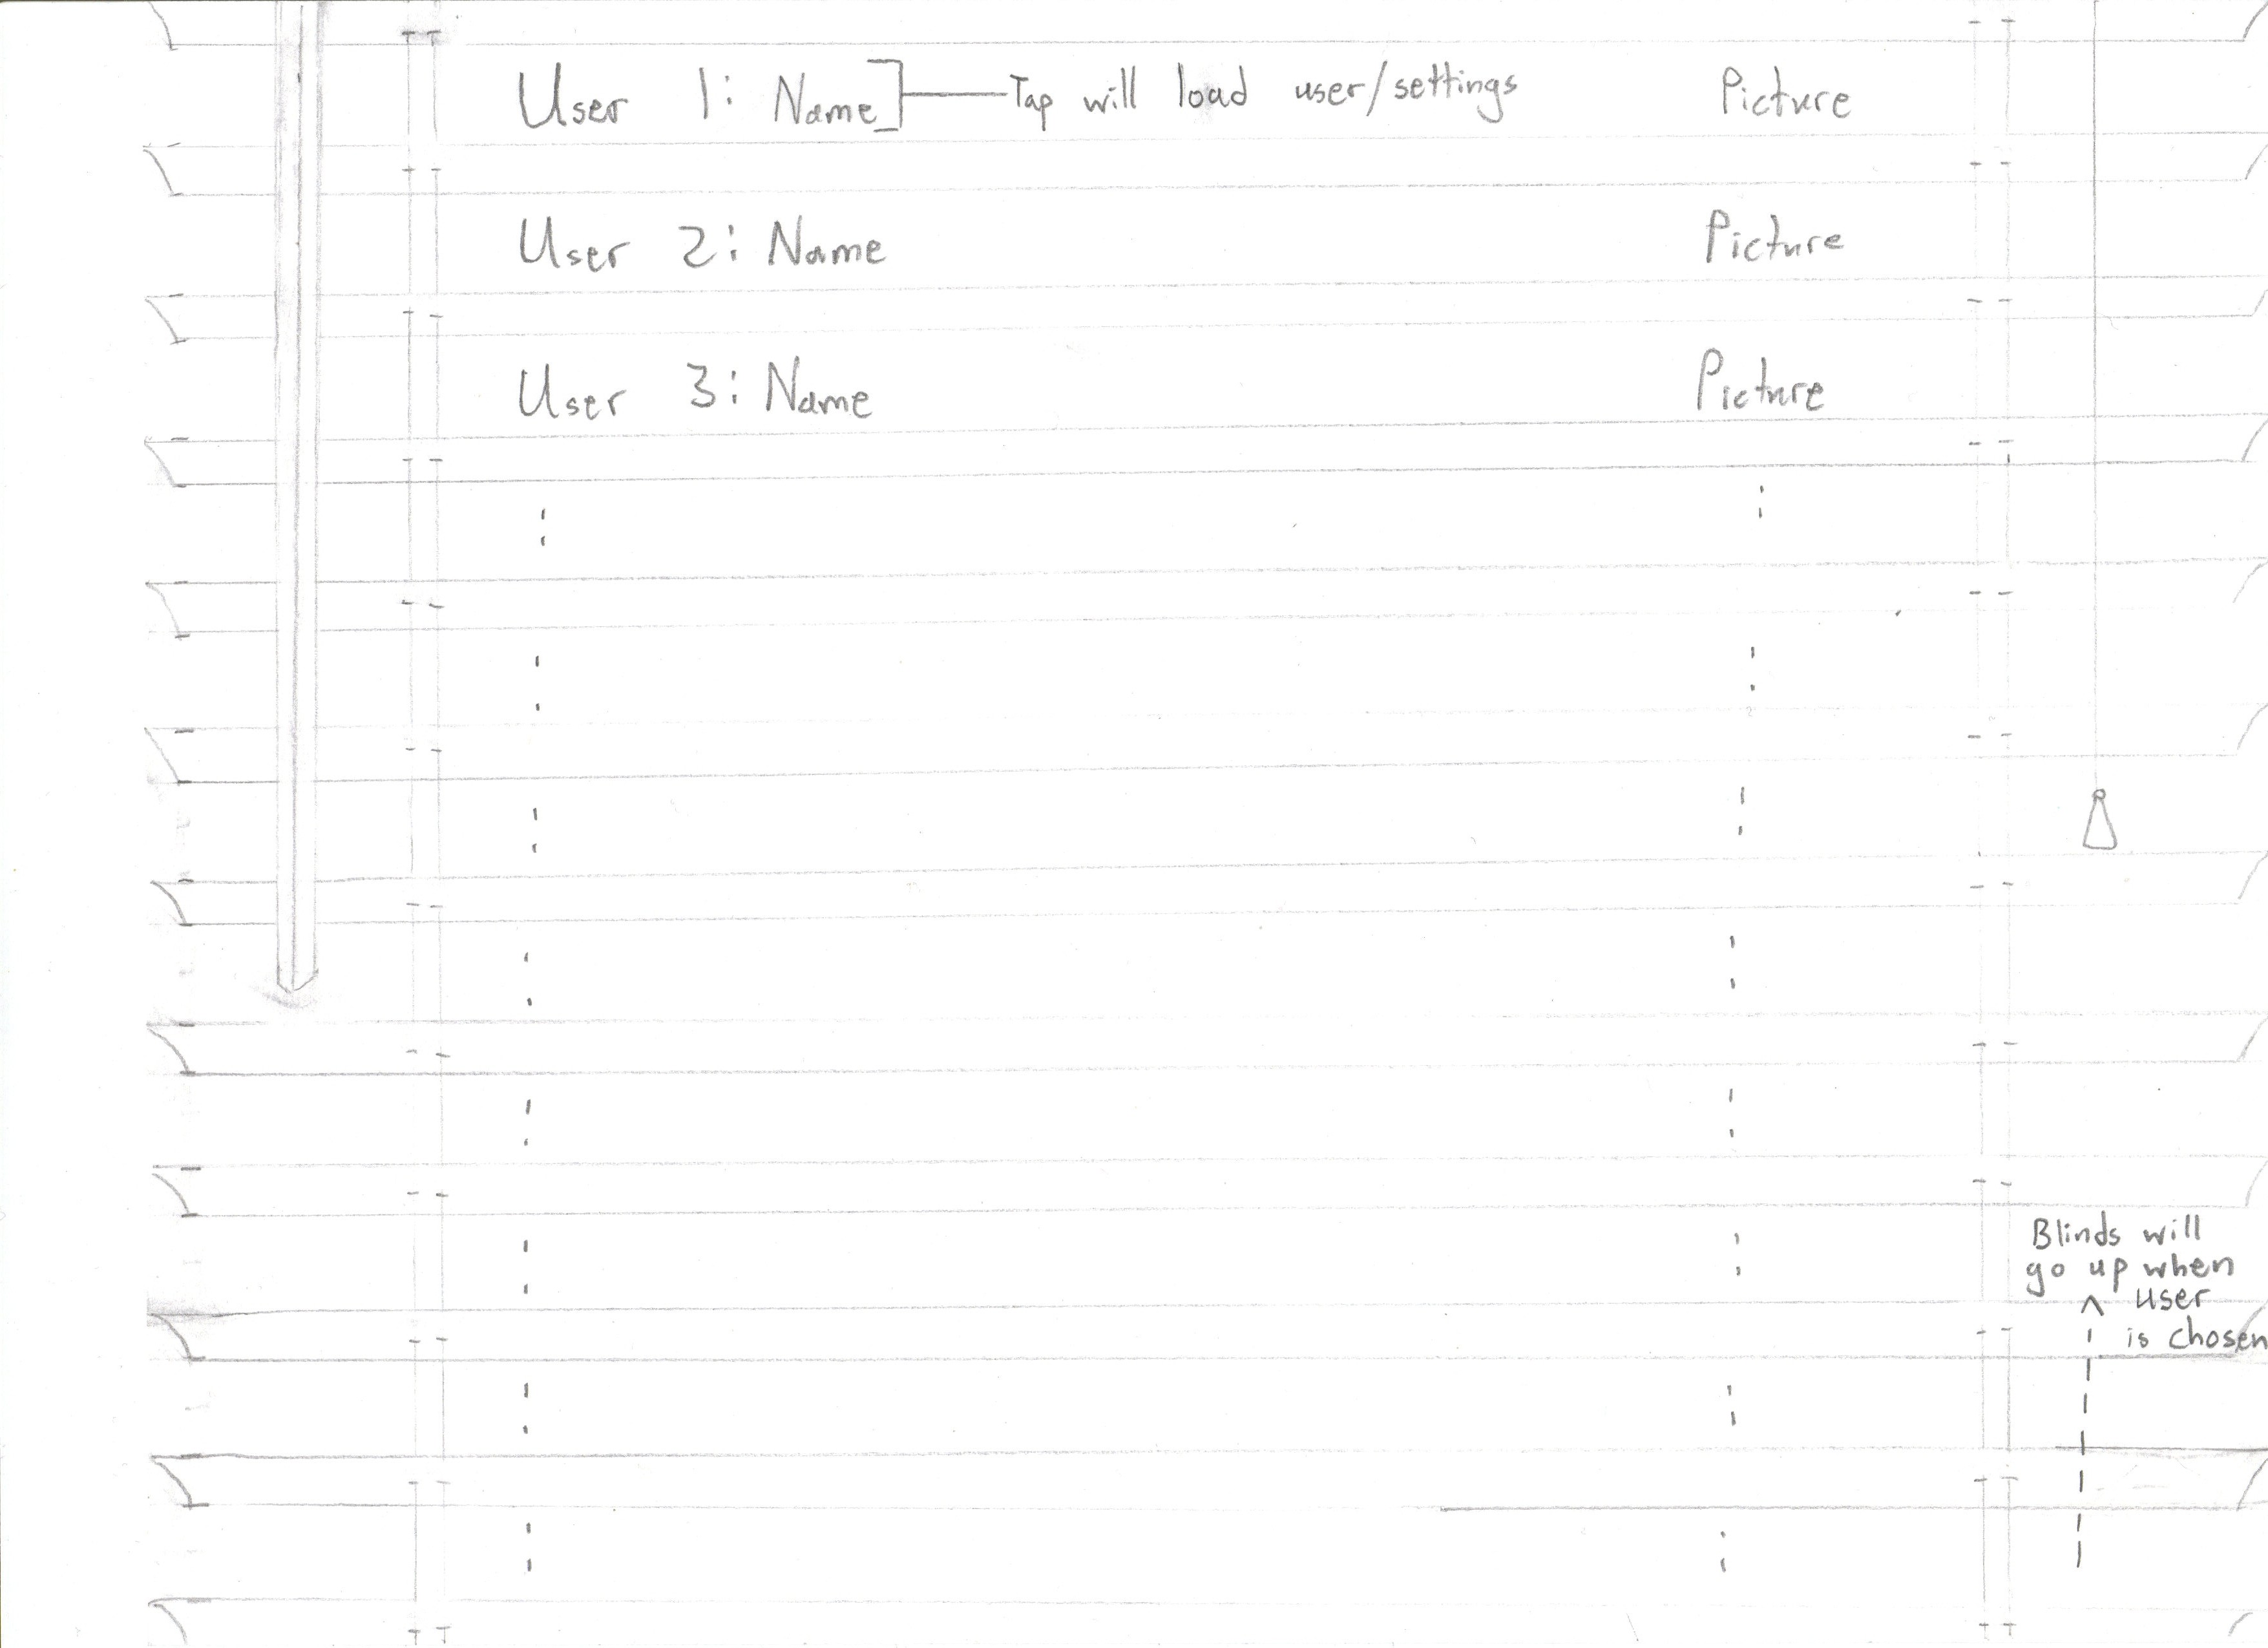 User 1: Name] Tap will load user/settings Picture
User 2: Name Picture
User 3: Name Picture
Blinds will
go up when
user
is chosen